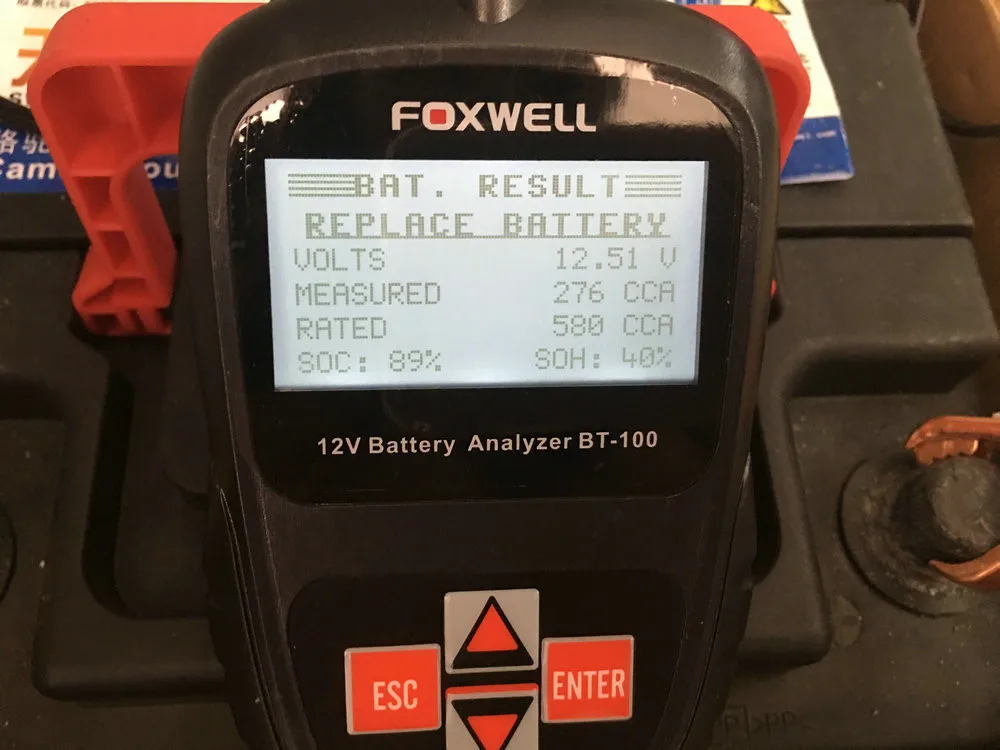 FOXWELL
BAT. RESULT
REPLACE BATTERY
VOLTS 12.51 V
MEASURED 276 CCA
RATED 580 CCA
SOC: 89% SOH: 40%
12V Battery Analyzer BT-100
ESC
ENTER